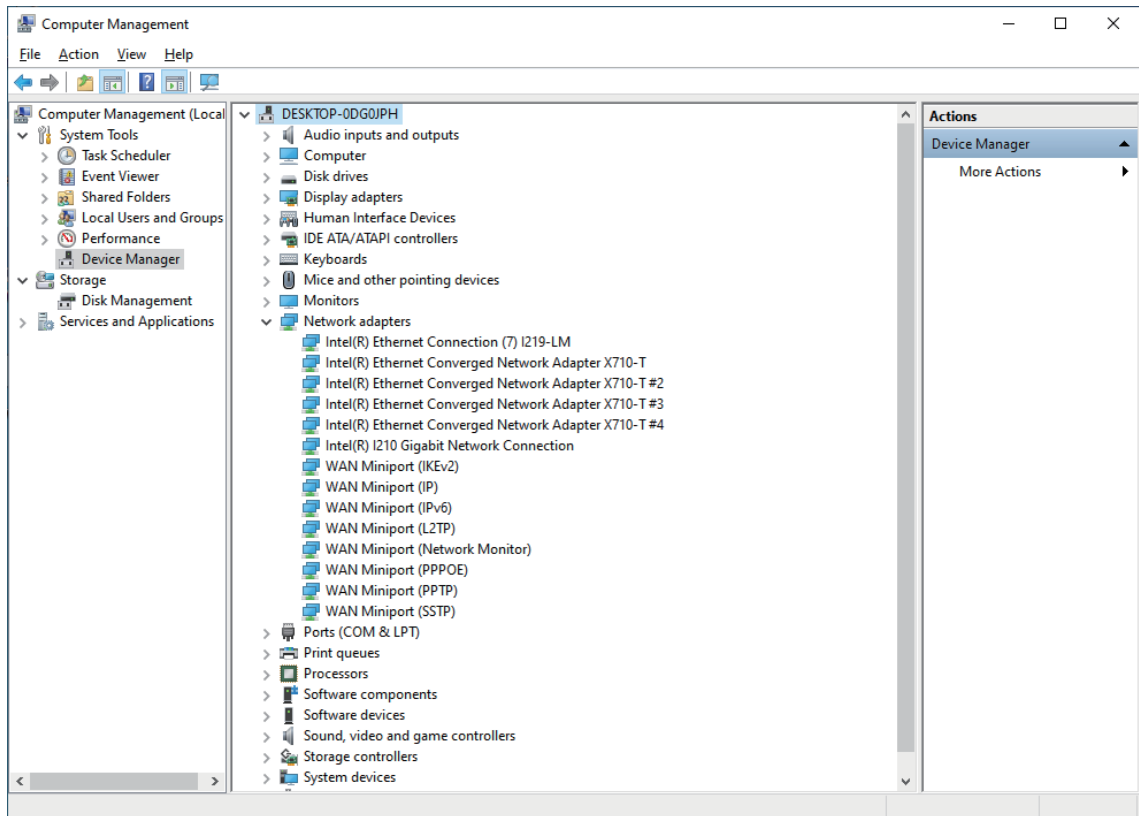 Computer Management
File Action View Help
Computer Management (Local
System Tools
Task Scheduler
Event Viewer
Shared Folders
Local Users and Groups
Performance
Device Manager
Storage
Disk Management
Services and Applications
DESKTOP-0DG0JPH
Audio inputs and outputs
Computer
Disk drives
Display adapters
Human Interface Devices
IDE ATA/ATAPI controllers
Keyboards
Mice and other pointing devices
Monitors
Network adapters
Intel(R) Ethernet Connection (7) I219-LM
Intel(R) Ethernet Converged Network Adapter X710-T
Intel(R) Ethernet Converged Network Adapter X710-T #2
Intel(R) Ethernet Converged Network Adapter X710-T #3
Intel(R) Ethernet Converged Network Adapter X710-T #4
Intel(R) I210 Gigabit Network Connection
WAN Miniport (IKEv2)
WAN Miniport (IP)
WAN Miniport (IPv6)
WAN Miniport (L2TP)
WAN Miniport (Network Monitor)
WAN Miniport (PPPOE)
WAN Miniport (PPTP)
WAN Miniport (SSTP)
Ports (COM & LPT)
Print queues
Processors
Software components
Software devices
Sound, video and game controllers
Storage controllers
System devices
Actions
Device Manager
More Actions